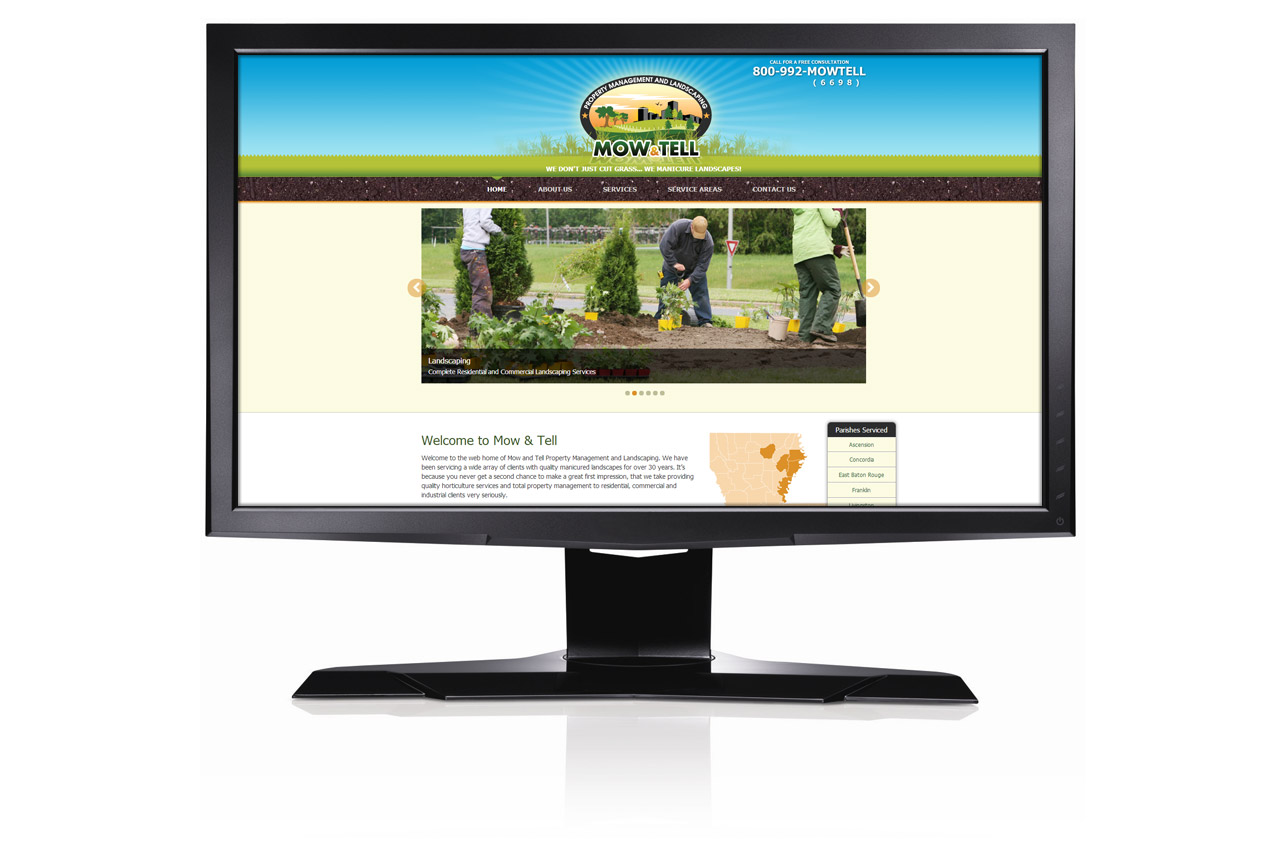 CALL FOR A FREE CONSULTATION
800-992-MOWTELL
( 6 6 9 8 )
PROPERTY MANAGEMENT AND LANDSCAPING
MOW & TELL
WE DON'T JUST CUT GRASS... WE MANICURE LANDSCAPES!
HOME ABOUT US SERVICES SERVICE AREAS CONTACT US
Landscaping
Complete Residential and Commercial Landscaping Services
Welcome to Mow & Tell
Welcome to the web home of Mow and Tell Property Management and Landscaping. We have
been servicing a wide array of clients with quality manicured landscapes for over 30 years. It's
because you never get a second chance to make a great first impression, that we take providing
quality horticulture services and total property management to residential, commercial and
industrial clients very seriously.
Parishes Serviced
Ascension
Concordia
East Baton Rouge
Franklin